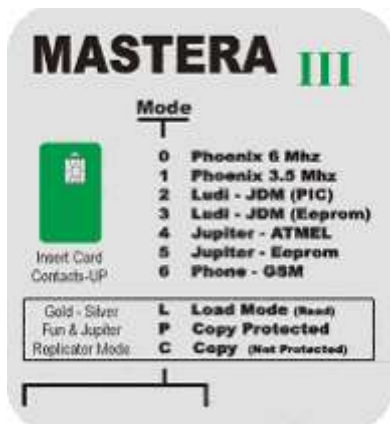 MASTERA III
Mode
0 Phoenix 6 Mhz
1 Phoenix 3.5 Mhz
2 Ludi - JDM (PIC)
3 Ludi - JDM (Eeprom)
4 Jupiter - ATMEL
5 Jupiter - Eeprom
6 Phone - GSM
Insert Card
Contacts-UP
Gold - Silver L Load Mode (Read)
Fun & Jupiter P Copy Protected
Replicator Mode C Copy (Not Protected)